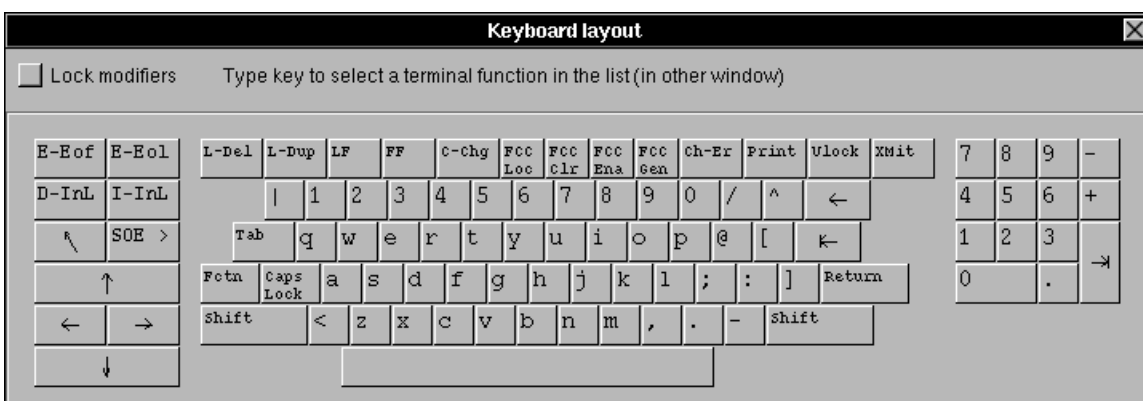 Keyboard layout
Lock modifiers Type key to select a terminal function in the list (in other window)
E-Eof E-Eol L-Del L-Dup LF FF C-Chg FCC Loc FCC Clr FCC Ena FCC Gen Ch-Er Print Ulock XMit 7 8 9 -
D-InL I-InL | 1 2 3 4 5 6 7 8 9 0 / ^ ← 4 5 6 +
↖ SOE > Tab q w e r t y u i o p @ [ ⇤ 1 2 3 ⇥
↑ Fctn Caps Lock a s d f g h j k l ; : ] Return 0 .
← → Shift < z x c v b n m , . - Shift
↓